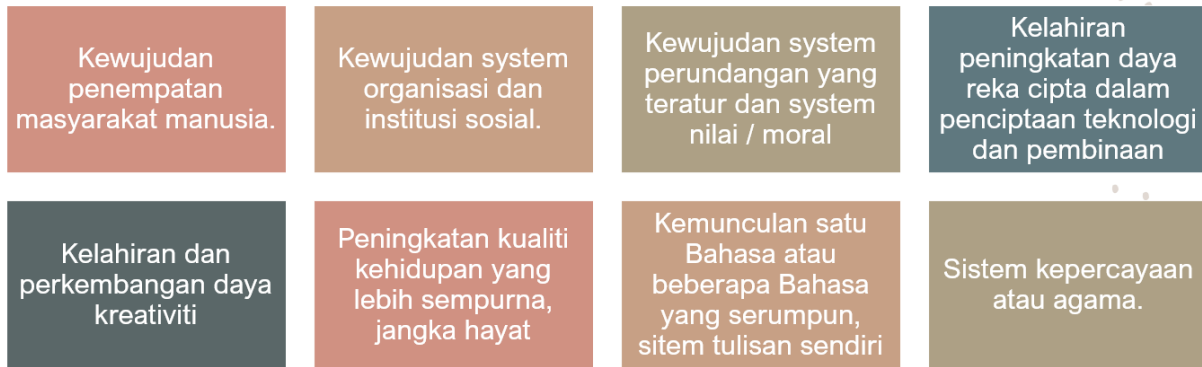 Kewujudan
penempatan
masyarakat manusia.
Kewujudan system
organisasi dan
institusi sosial.
Kewujudan system
perundangan yang
teratur dan system
nilai / moral
Kelahiran
peningkatan daya
reka cipta dalam
penciptaan teknologi
dan pembinaan
Kelahiran dan
perkembangan daya
kreativiti
Peningkatan kualiti
kehidupan yang
lebih sempurna,
jangka hayat
Kemunculan satu
Bahasa atau
beberapa Bahasa
yang serumpun,
sitem tulisan sendiri
Sistem kepercayaan
atau agama.